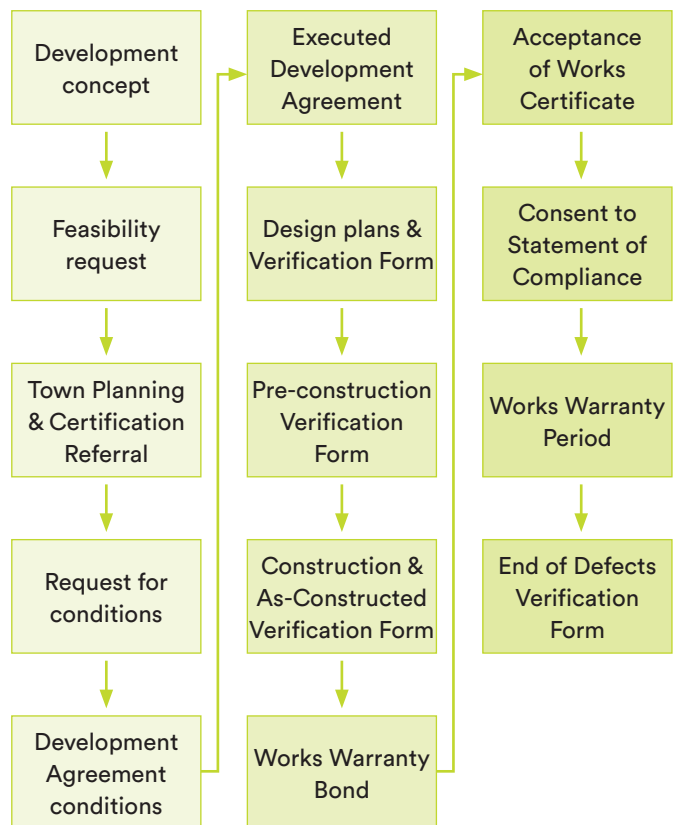 Development
concept
Feasibility
request
Town Planning
& Certification
Referral
Request for
conditions
Development
Agreement
conditions
Executed
Development
Agreement
Design plans &
Verification Form
Pre-construction
Verification
Form
Construction &
As-Constructed
Verification Form
Works Warranty
Bond
Acceptance
of Works
Certificate
Consent to
Statement of
Compliance
Works Warranty
Period
End of Defects
Verification
Form